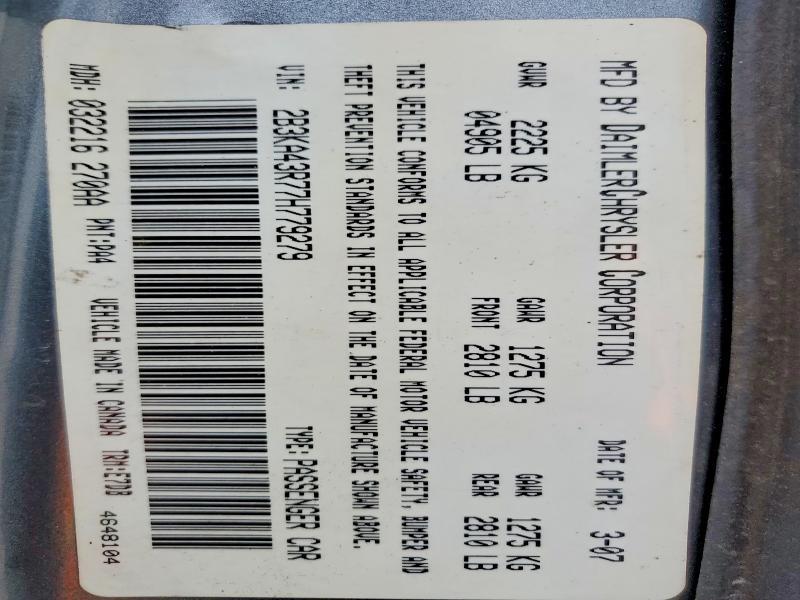 MFD BY DAIMLERCHRYSLER CORPORATION DATE OF MFR: 3-07
GVWR 2225 KG GAWR 1275 KG GAWR 1275 KG
04905 LB FRONT 2810 LB REAR 2810 LB
THIS VEHICLE CONFORMS TO ALL APPLICABLE FEDERAL MOTOR VEHICLE SAFETY, BUMPER AND
THEFT PREVENTION STANDARDS IN EFFECT ON THE DATE OF MANUFACTURE SHOWN ABOVE.
VIN: 2B3KA43R77H779279 TYPE: PASSENGER CAR
MDH: 032216 270AA PNT:PA4 VEHICLE MADE IN CANADA TRM:E7DB 4648104